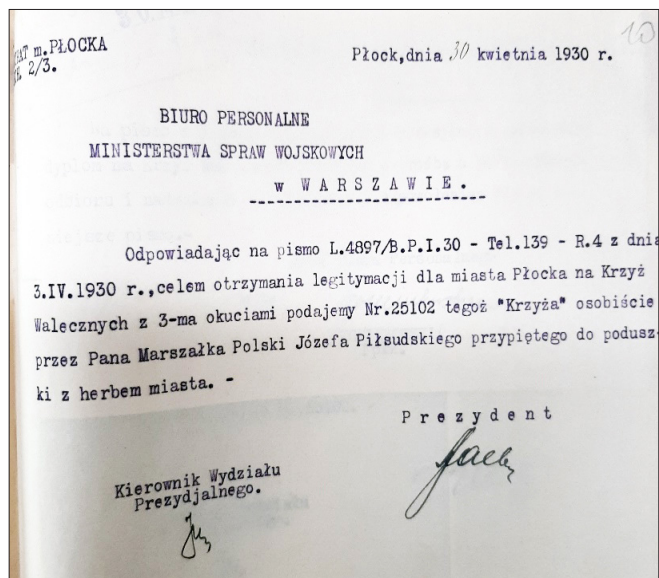 10
m.PŁOCKA
2/3.
Płock,dnia 30 kwietnia 1930 r.
BIURO PERSONALNE
MINISTERSTWA SPRAW WOJSKOWYCH
w WARSZAWIE.
Odpowiadając na pismo L.4897/B.P.I.30 - Tel.139 - R.4 z dnia
3.IV.1930 r.,celem otrzymania legitymacji dla miasta Płocka na Krzyż
Walecznych z 3-ma okuciami podajemy Nr.25102 tegoż "Krzyża" osobiście
przez Pana Marszałka Polski Józefa Piłsudskiego przypiętego do podusz-
ki z herbem miasta. -
Prezydent
Kierownik Wydziału
Prezydjalnego.